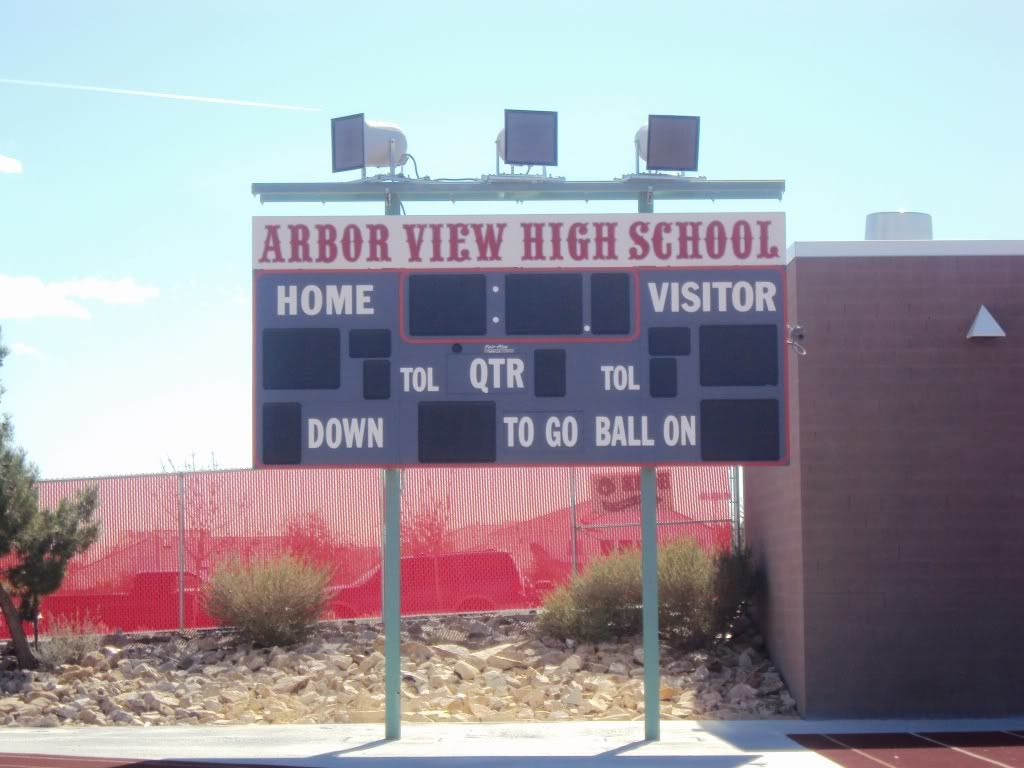 ARBOR VIEW HIGH SCHOOL
HOME VISITOR
TOL QTR TOL
DOWN TO GO BALL ON